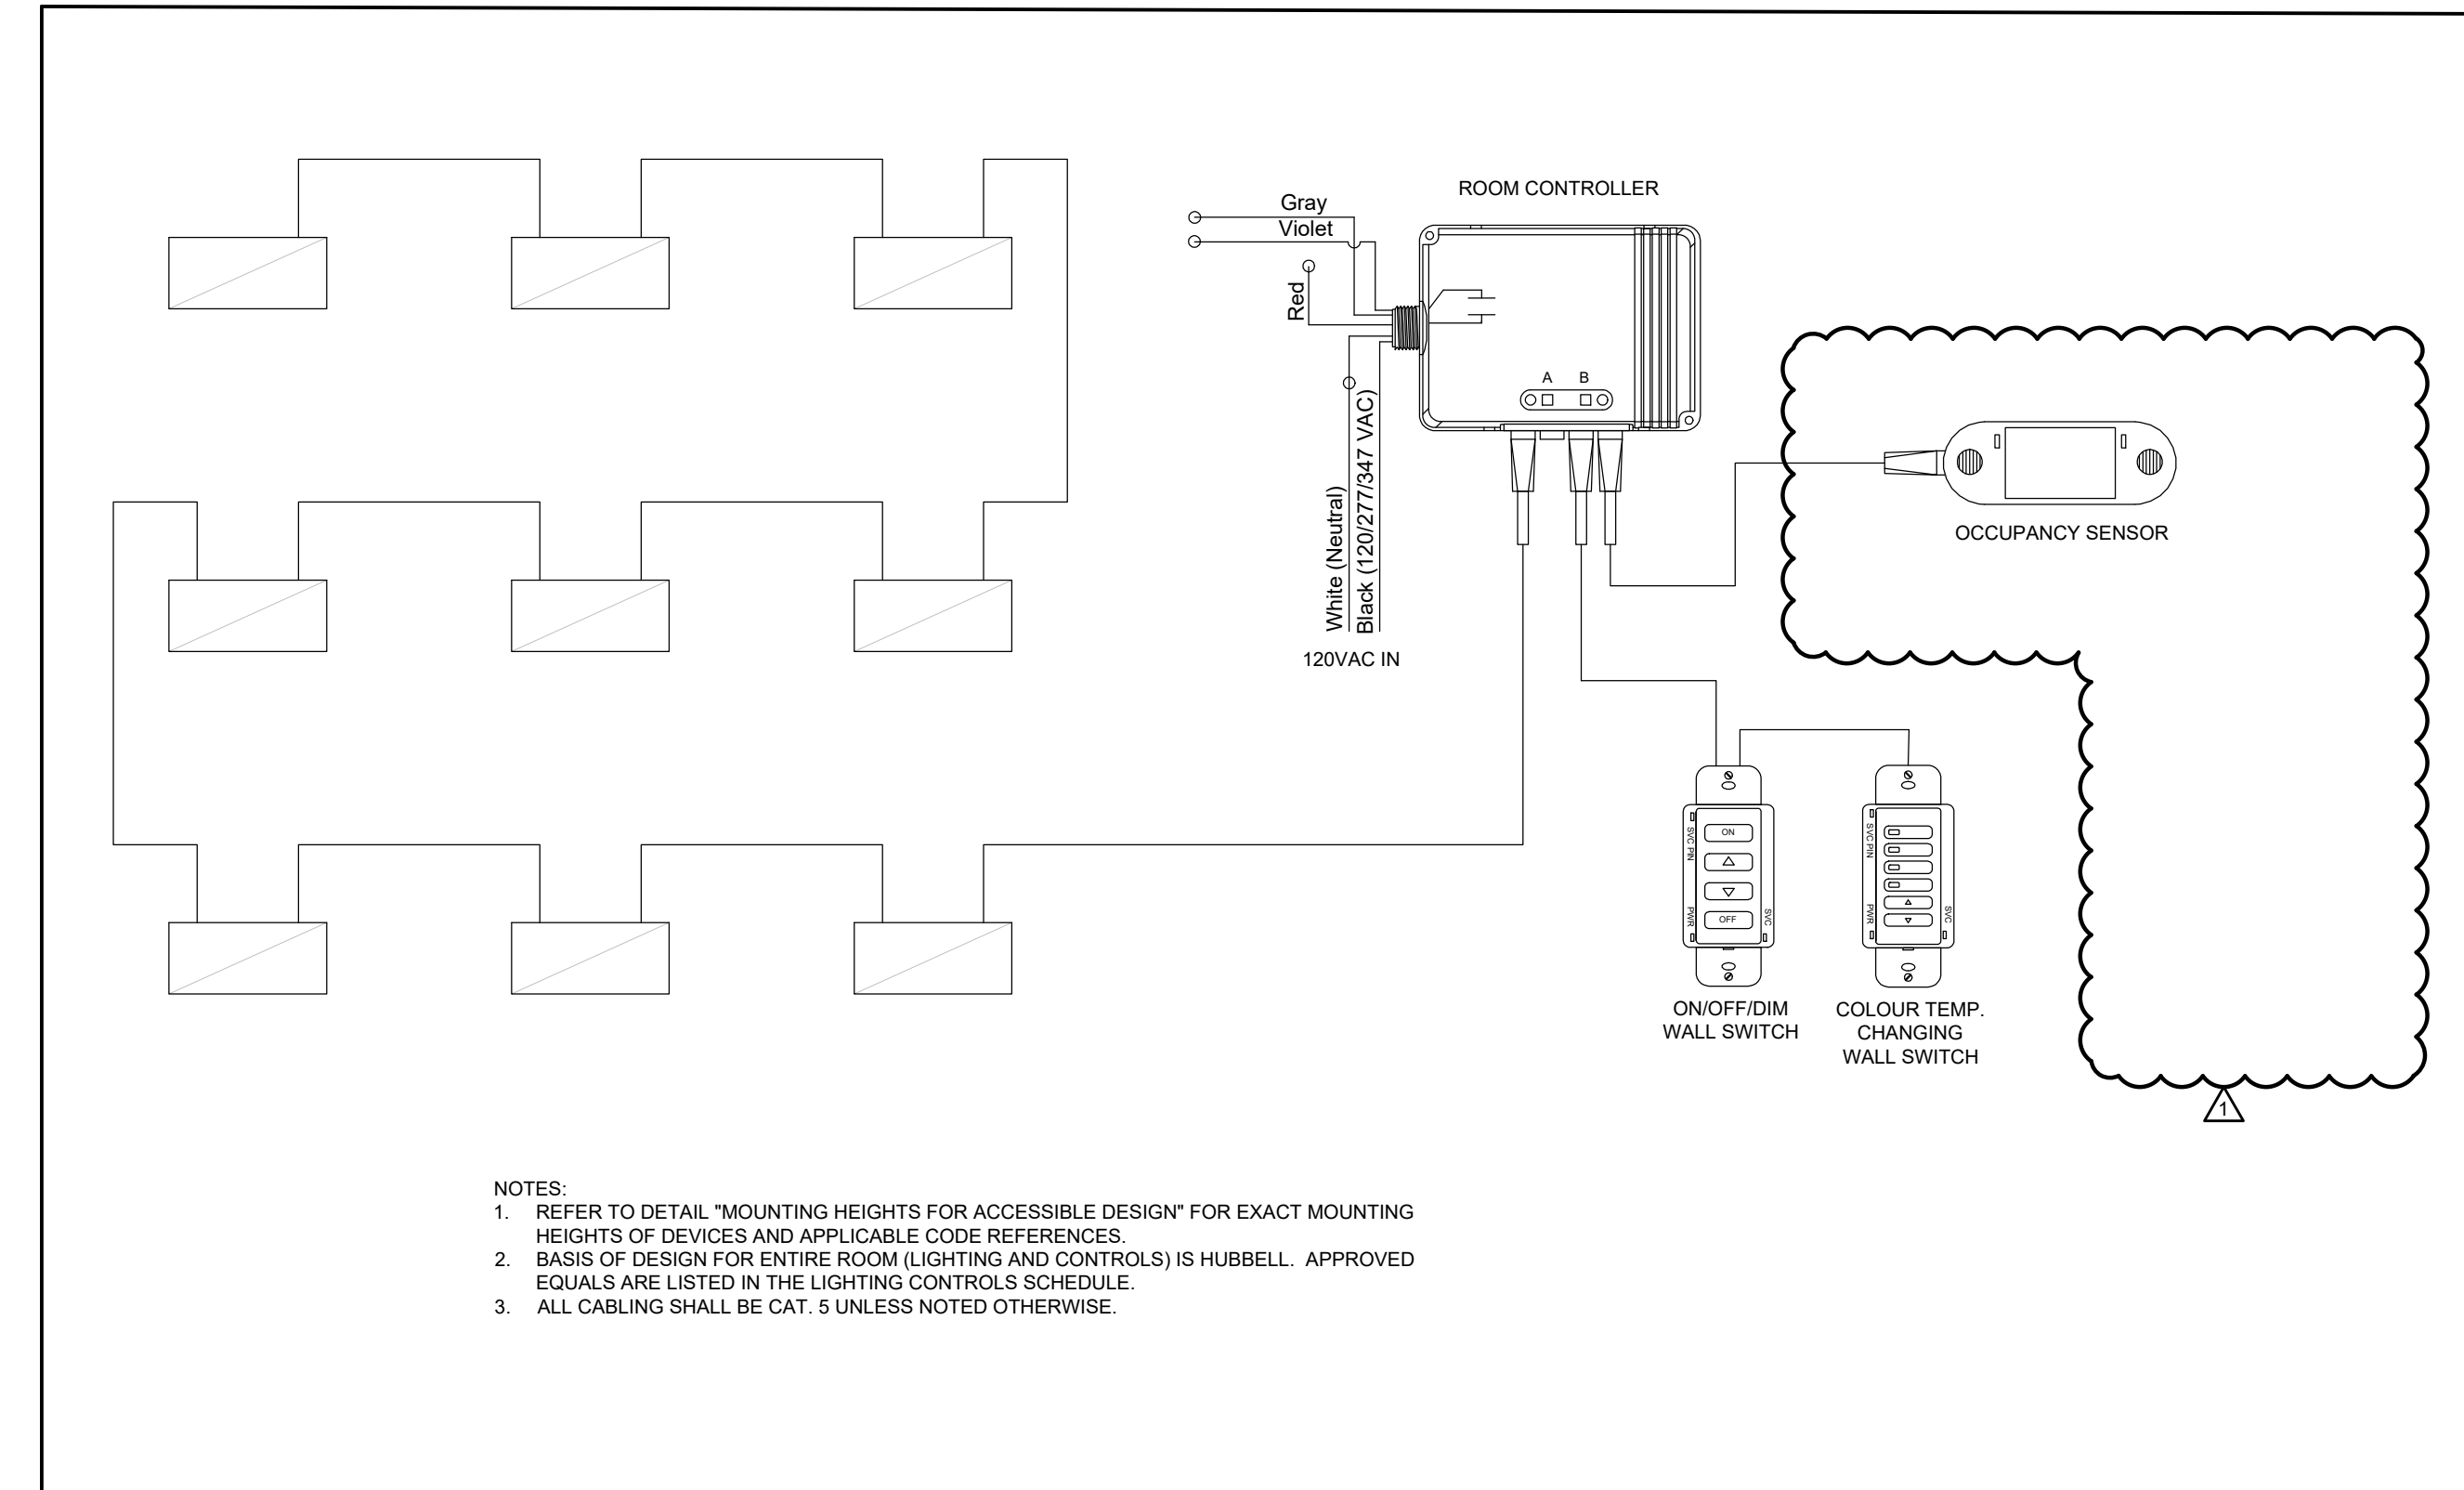 ROOM CONTROLLER
Gray
Violet
Red
A B
White (Neutral)
Black (120/277/347 VAC)
120VAC IN
OCCUPANCY SENSOR
SVC PIN
ON
OFF
PWR
SVC
SVC PIN
PWR
SVC
ON/OFF/DIM
WALL SWITCH
COLOUR TEMP.
CHANGING
WALL SWITCH
1
NOTES:
1. REFER TO DETAIL "MOUNTING HEIGHTS FOR ACCESSIBLE DESIGN" FOR EXACT MOUNTING
HEIGHTS OF DEVICES AND APPLICABLE CODE REFERENCES.
2. BASIS OF DESIGN FOR ENTIRE ROOM (LIGHTING AND CONTROLS) IS HUBBELL. APPROVED
EQUALS ARE LISTED IN THE LIGHTING CONTROLS SCHEDULE.
3. ALL CABLING SHALL BE CAT. 5 UNLESS NOTED OTHERWISE.